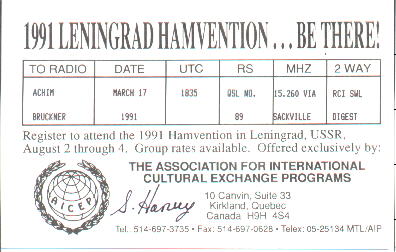 1991 LENINGRAD HAMVENTION . . . BE THERE!
TO RADIO DATE UTC RS MHZ 2 WAY
ACHIM MARCH 17 1835 QSL NO. 15.260 VIA RCI SWL
BRUCKNER 1991 89 SACKVILLE DIGEST
Register to attend the 1991 Hamvention in Leningrad, USSR,
August 2 through 4. Group rates available. Offered exclusively by:
THE ASSOCIATION FOR INTERNATIONAL
CULTURAL EXCHANGE PROGRAMS
AICEP
S. Harvey
10 Canvin, Suite 33
Kirkland, Quebec
Canada H9H 4S4
Tel. 514-697-3735 • Fax: 514-697-0628 • Telex: 05-25134 MTL/AIP